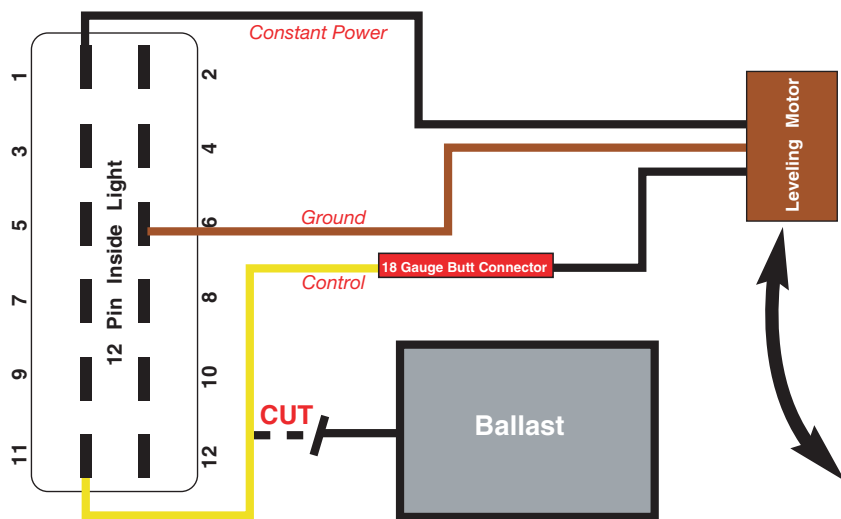 Constant Power
1
2
3
4
5
6
7
8
9
10
11
12
12 Pin Inside Light
Leveling Motor
Ground
18 Gauge Butt Connector
Control
CUT
Ballast